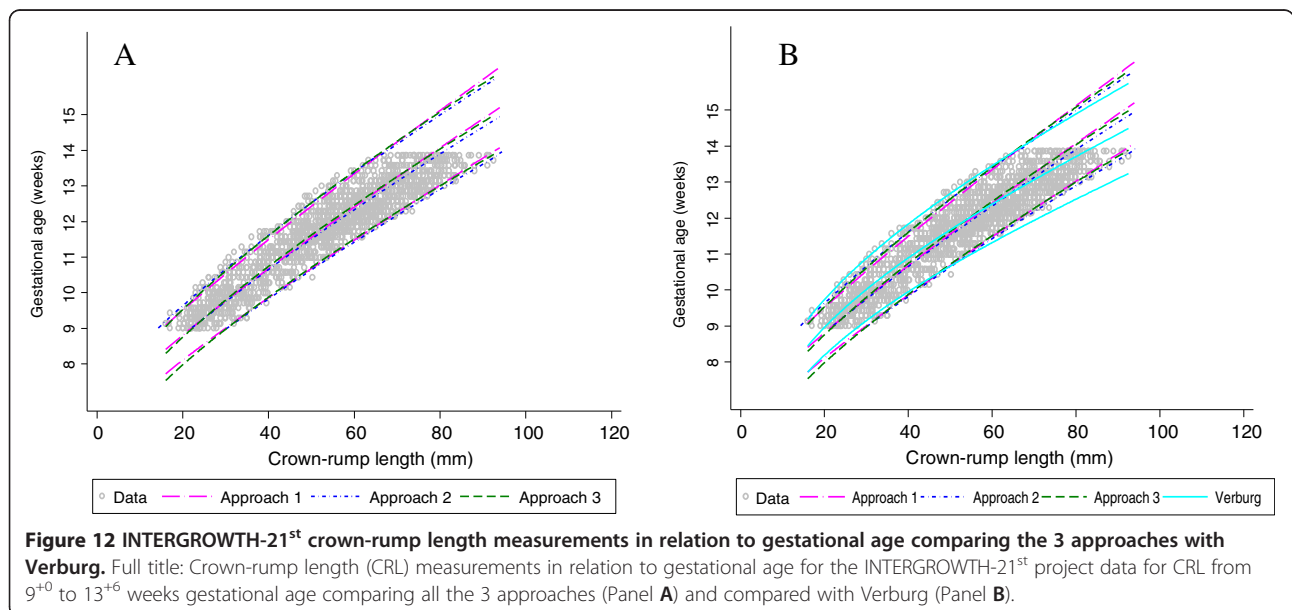 A
B
Gestational age (weeks)
15
14
13
12
11
10
9
8
0 20 40 60 80 100 120
Crown-rump length (mm)
Data Approach 1 Approach 2 Approach 3
Gestational age (weeks)
15
14
13
12
11
10
9
8
0 20 40 60 80 100 120
Crown-rump length (mm)
Data Approach 1 Approach 2 Approach 3 Verburg
Figure 12 INTERGROWTH-21st crown-rump length measurements in relation to gestational age comparing the 3 approaches with
Verburg. Full title: Crown-rump length (CRL) measurements in relation to gestational age for the INTERGROWTH-21st project data for CRL from
9+0 to 13+6 weeks gestational age comparing all the 3 approaches (Panel A) and compared with Verburg (Panel B).